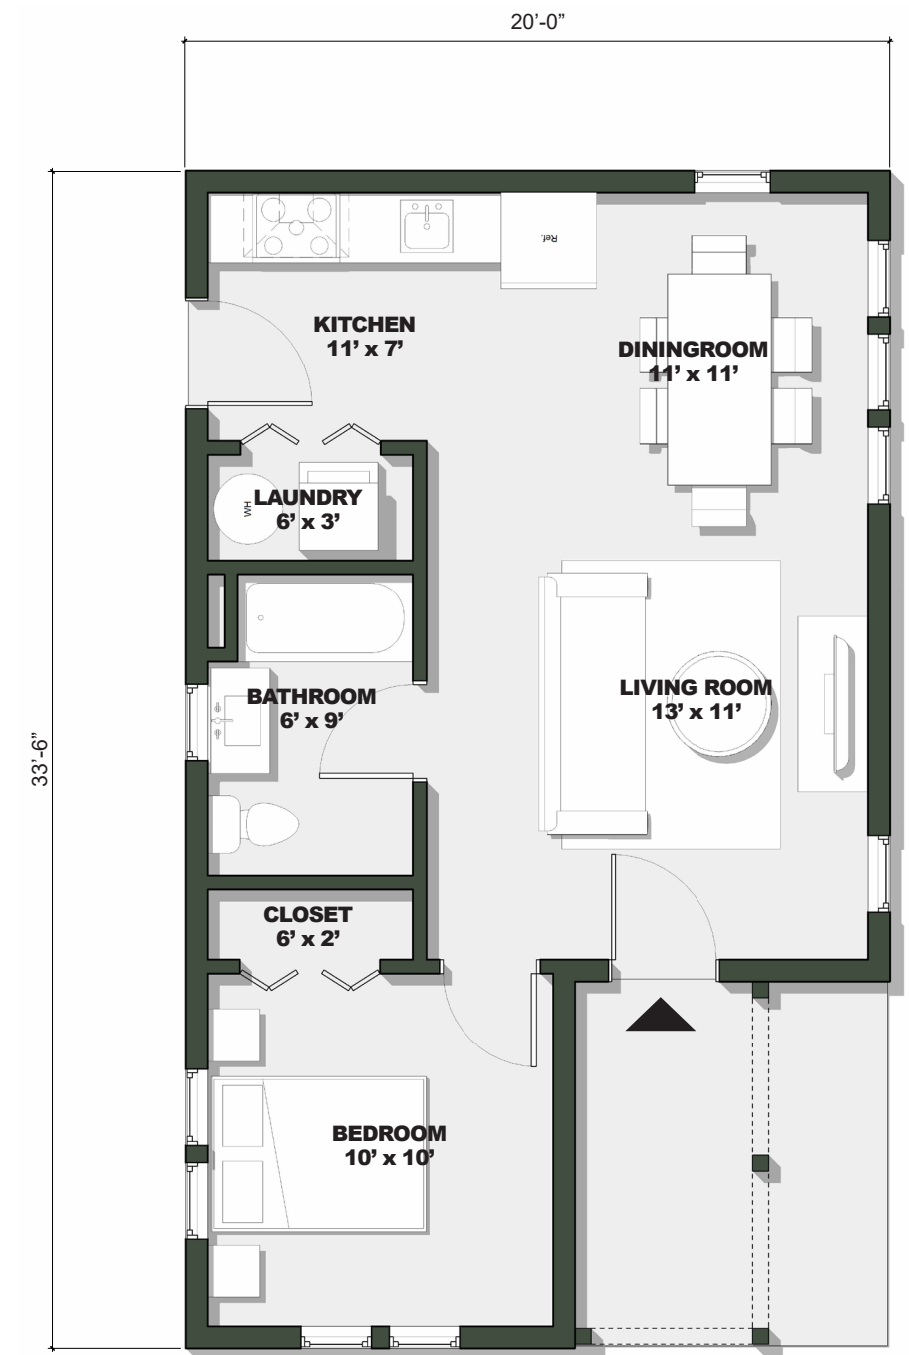 20’-0”
Ref.
KITCHEN
11’ x 7’
DININGROOM
11’ x 11’
LAUNDRY
6’ x 3’
WH
BATHROOM
6’ x 9’
LIVING ROOM
13’ x 11’
33’-6”
CLOSET
6’ x 2’
BEDROOM
10’ x 10’